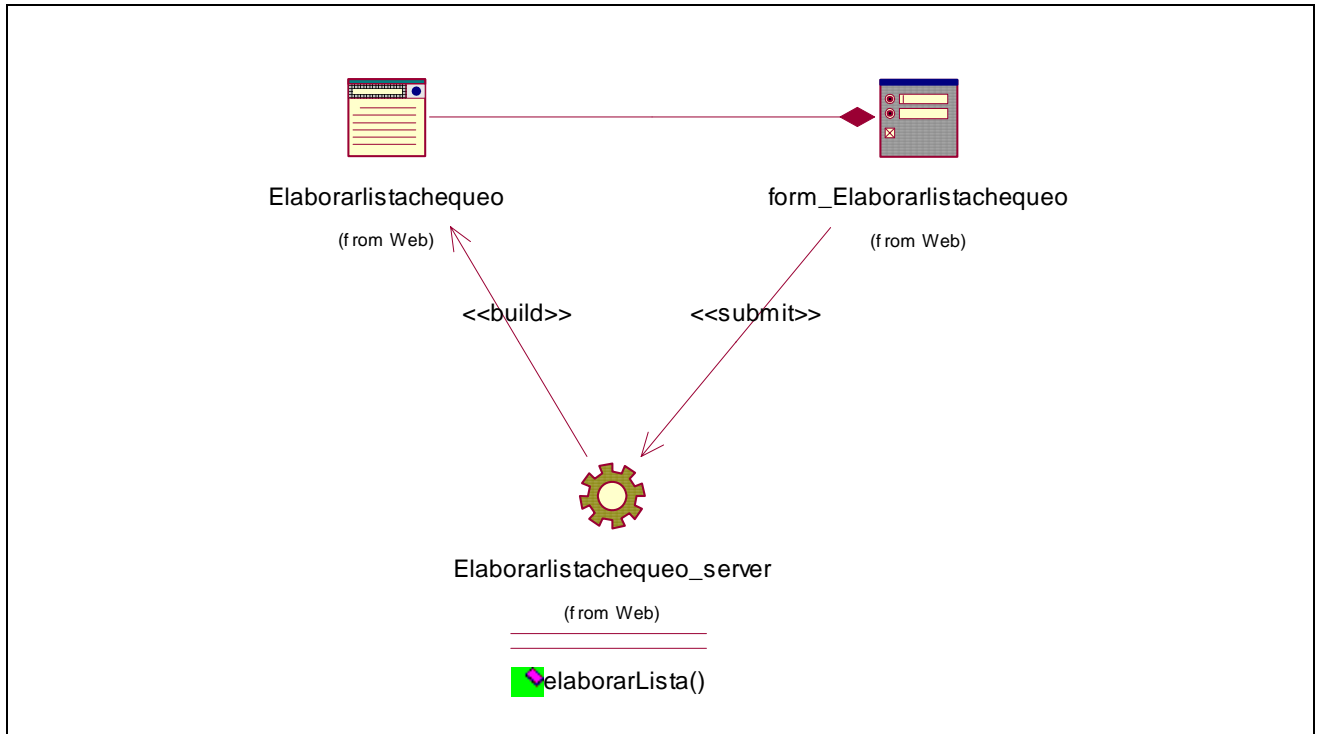 Elaborarlistachequeo
form_Elaborarlistachequeo
(from Web)
(from Web)
<<build>>
<<submit>>
Elaborarlistachequeo_server
(from Web)
elaborarLista()